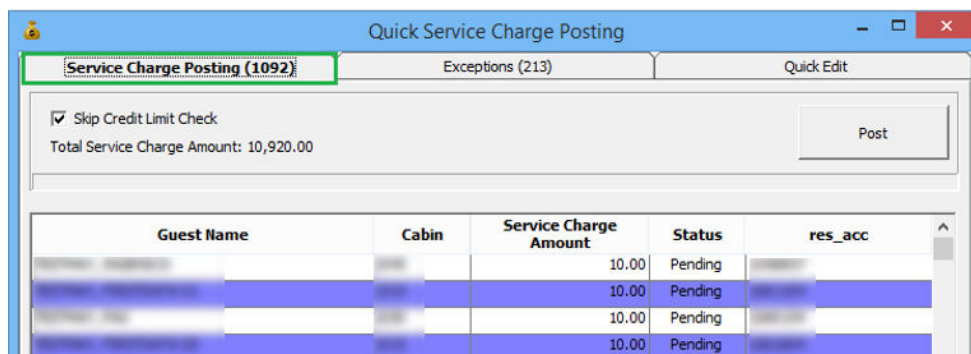 Quick Service Charge Posting
Service Charge Posting (1092) Exceptions (213) Quick Edit
Skip Credit Limit Check
Post
Total Service Charge Amount: 10,920.00
Guest Name Cabin Service Charge Amount Status res_acc
10.00 Pending
10.00 Pending
10.00 Pending
10.00 Pending